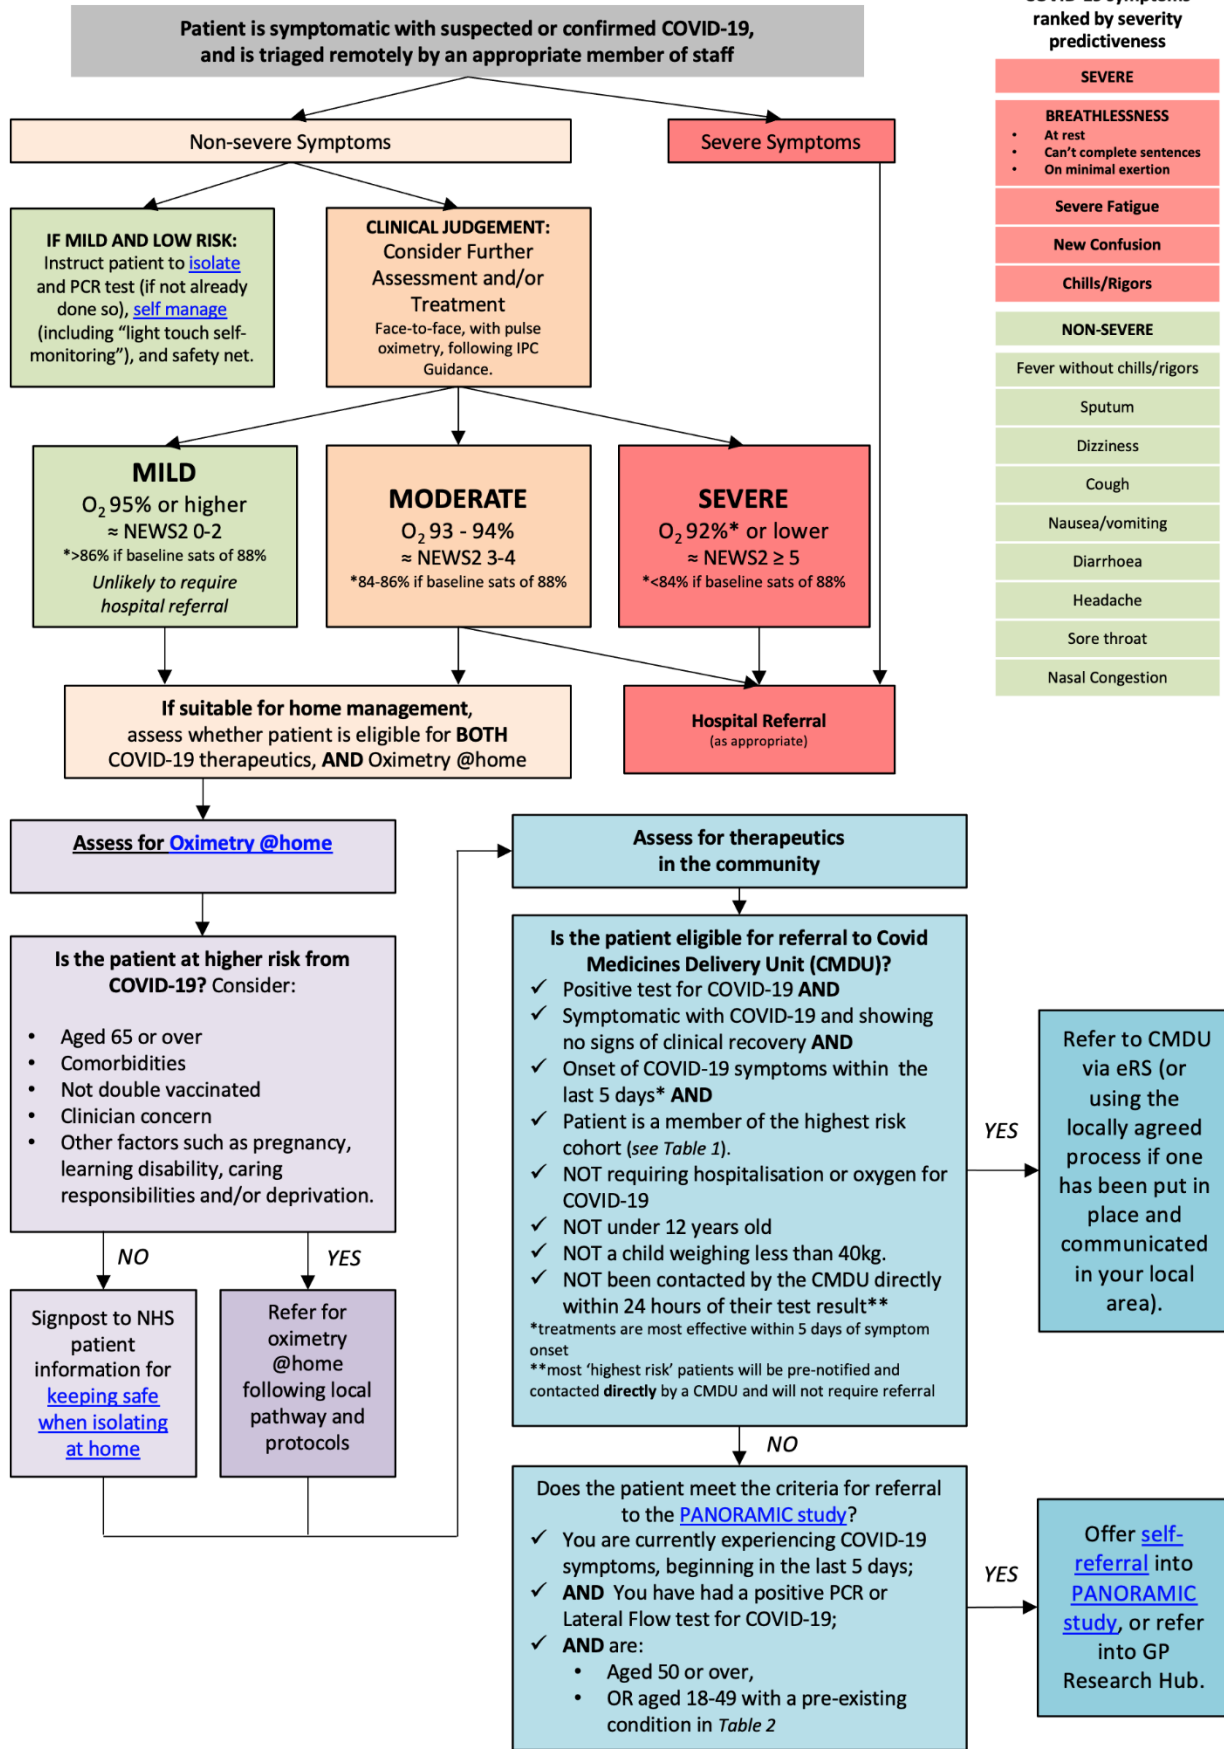 Patient is symptomatic with suspected or confirmed COVID-19,
and is triaged remotely by an appropriate member of staff
Non-severe Symptoms
Severe Symptoms
IF MILD AND LOW RISK:
Instruct patient to isolate
and PCR test (if not already
done so), self manage
(including “light touch self-
monitoring”), and safety net.
CLINICAL JUDGEMENT:
Consider Further
Assessment and/or
Treatment
Face-to-face, with pulse
oximetry, following IPC
Guidance.
MILD
O₂ 95% or higher
≈ NEWS2 0-2
*>86% if baseline sats of 88%
Unlikely to require
hospital referral
MODERATE
O₂ 93 - 94%
≈ NEWS2 3-4
*84-86% if baseline sats of 88%
SEVERE
O₂ 92%* or lower
≈ NEWS2 ≥ 5
*<84% if baseline sats of 88%
If suitable for home management,
assess whether patient is eligible for BOTH
COVID-19 therapeutics, AND Oximetry @home
Hospital Referral
(as appropriate)
COVID-19 symptoms
ranked by severity
predictiveness
SEVERE
BREATHLESSNESS
• At rest
• Can’t complete sentences
• On minimal exertion
Severe Fatigue
New Confusion
Chills/Rigors
NON-SEVERE
Fever without chills/rigors
Sputum
Dizziness
Cough
Nausea/vomiting
Diarrhoea
Headache
Sore throat
Nasal Congestion
Assess for Oximetry @home
Is the patient at higher risk from
COVID-19? Consider:
• Aged 65 or over
• Comorbidities
• Not double vaccinated
• Clinician concern
• Other factors such as pregnancy,
learning disability, caring
responsibilities and/or deprivation.
NO
YES
Signpost to NHS
patient
information for
keeping safe
when isolating
at home
Refer for
oximetry
@home
following local
pathway and
protocols
Assess for therapeutics
in the community
Is the patient eligible for referral to Covid
Medicines Delivery Unit (CMDU)?
✓ Positive test for COVID-19 AND
✓ Symptomatic with COVID-19 and showing
no signs of clinical recovery AND
✓ Onset of COVID-19 symptoms within the
last 5 days* AND
✓ Patient is a member of the highest risk
cohort (see Table 1).
✓ NOT requiring hospitalisation or oxygen for
COVID-19
✓ NOT under 12 years old
✓ NOT a child weighing less than 40kg.
✓ NOT been contacted by the CMDU directly
within 24 hours of their test result**
*treatments are most effective within 5 days of symptom
onset
**most ‘highest risk’ patients will be pre-notified and
contacted directly by a CMDU and will not require referral
YES
Refer to CMDU
via eRS (or
using the
locally agreed
process if one
has been put in
place and
communicated
in your local
area).
NO
Does the patient meet the criteria for referral
to the PANORAMIC study?
✓ You are currently experiencing COVID-19
symptoms, beginning in the last 5 days;
✓ AND You have had a positive PCR or
Lateral Flow test for COVID-19;
✓ AND are:
• Aged 50 or over,
• OR aged 18-49 with a pre-existing
condition in Table 2
YES
Offer self-
referral into
PANORAMIC
study, or refer
into GP
Research Hub.